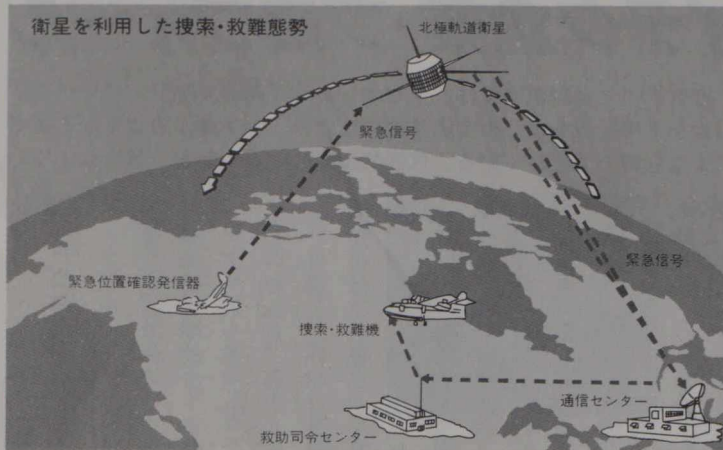 衛星を利用した捜索・救難態勢
北極軌道衛星
緊急信号
緊急信号
緊急位置確認発信器
捜索・救難機
通信センター
救助司令センター